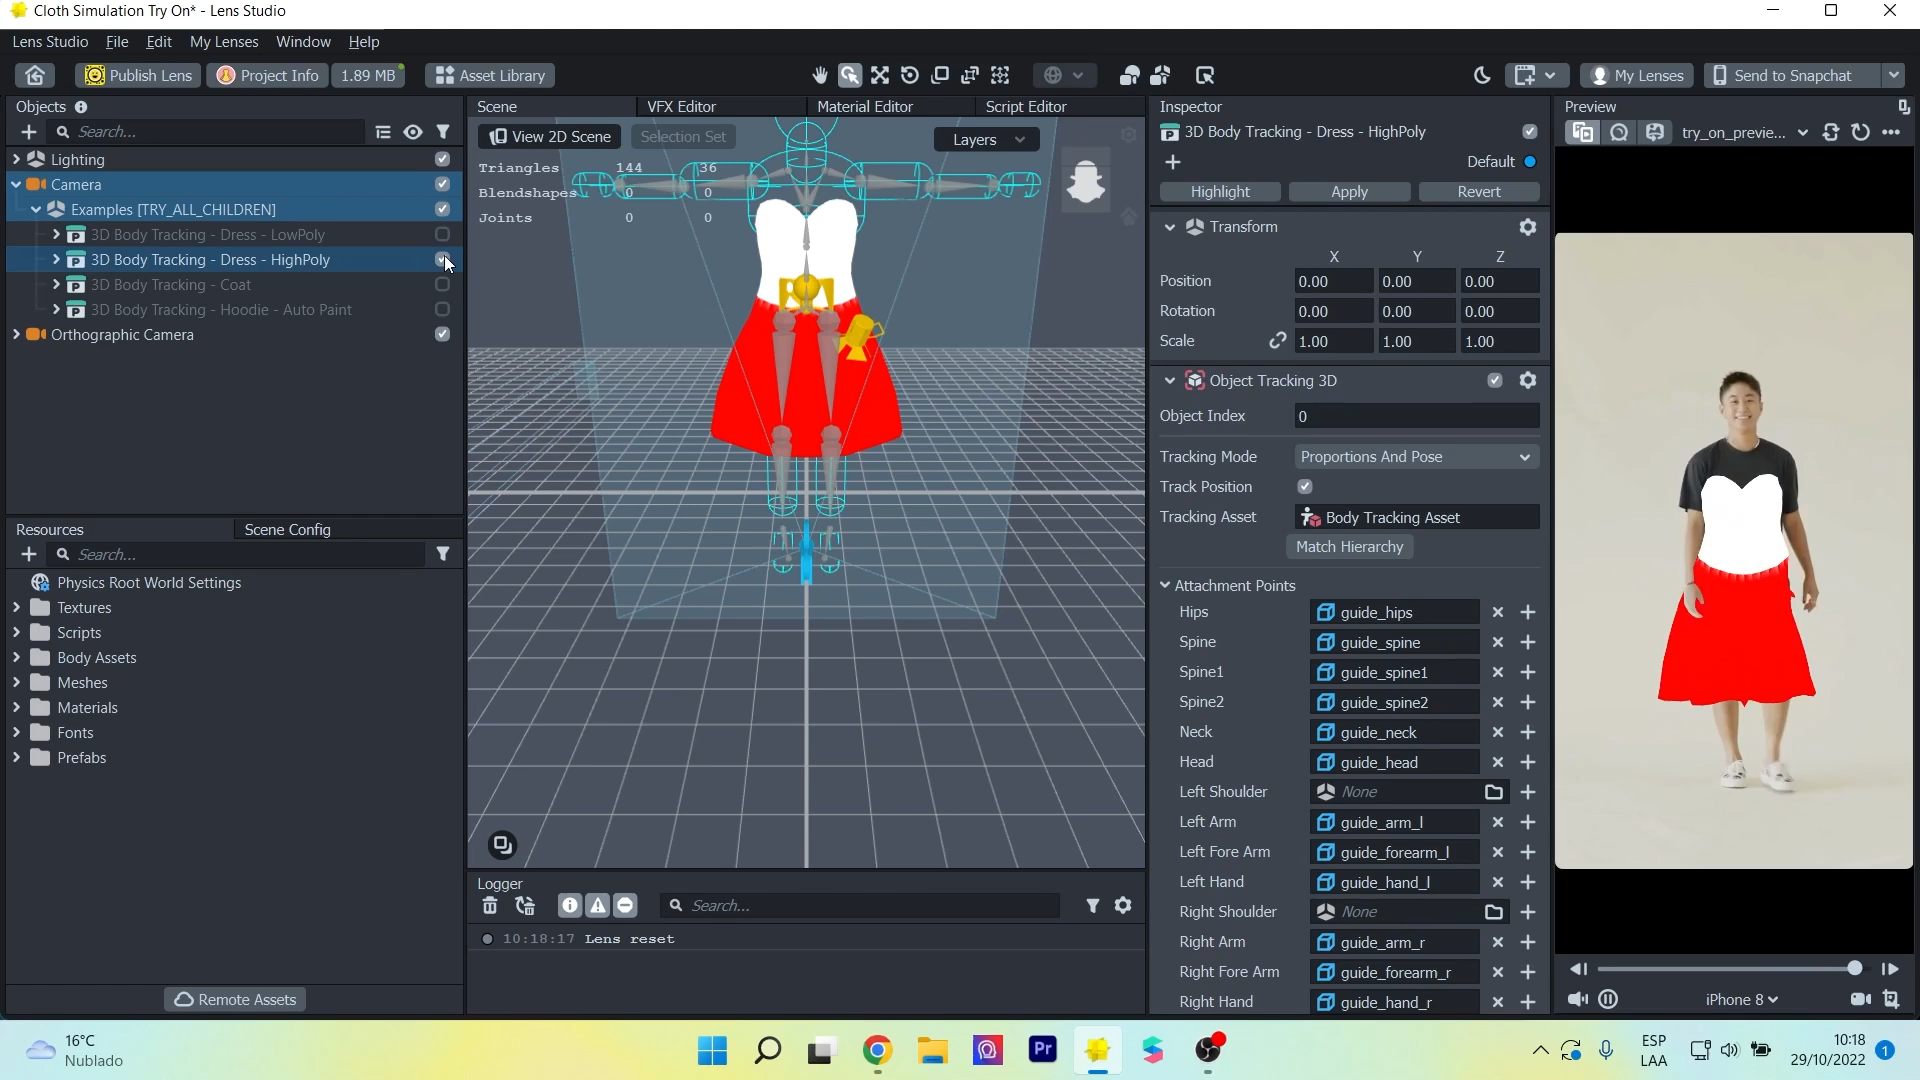 Cloth Simulation Try On* - Lens Studio
Lens Studio File Edit My Lenses Window Help
Publish Lens Project Info 1.89 MB Asset Library My Lenses Send to Snapchat
Objects
Search...
Lighting
Camera
Examples [TRY_ALL_CHILDREN]
3D Body Tracking - Dress - LowPoly
3D Body Tracking - Dress - HighPoly
3D Body Tracking - Coat
3D Body Tracking - Hoodie - Auto Paint
Orthographic Camera
Resources Scene Config
Search...
Physics Root World Settings
Textures
Scripts
Body Assets
Meshes
Materials
Fonts
Prefabs
Remote Assets
Scene VFX Editor Material Editor Script Editor
View 2D Scene Selection Set Layers
Triangles 144 36
Blendshapes 0 0
Joints 0 0
Logger
Search...
10:18:17 Lens reset
Inspector
3D Body Tracking - Dress - HighPoly
Default
Highlight Apply Revert
Transform
X Y Z
Position 0.00 0.00 0.00
Rotation 0.00 0.00 0.00
Scale 1.00 1.00 1.00
Object Tracking 3D
Object Index 0
Tracking Mode Proportions And Pose
Track Position
Tracking Asset Body Tracking Asset
Match Hierarchy
Attachment Points
Hips guide_hips
Spine guide_spine
Spine1 guide_spine1
Spine2 guide_spine2
Neck guide_neck
Head guide_head
Left Shoulder None
Left Arm guide_arm_l
Left Fore Arm guide_forearm_l
Left Hand guide_hand_l
Right Shoulder None
Right Arm guide_arm_r
Right Fore Arm guide_forearm_r
Right Hand guide_hand_r
Preview
try_on_previe...
iPhone 8
16°C
Nublado
Pr
ESP
LAA
10:18
29/10/2022
1